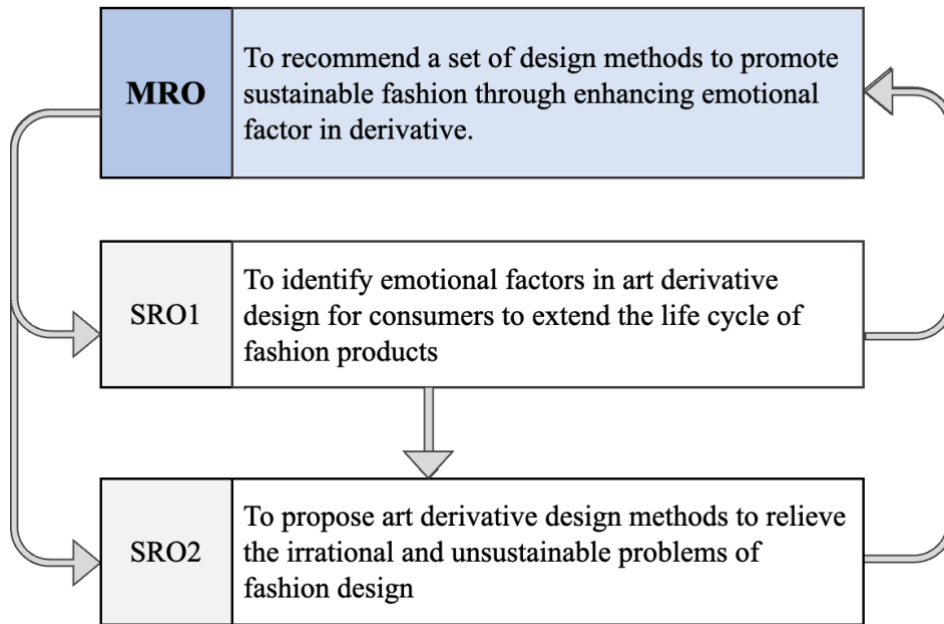 MRO
To recommend a set of design methods to promote
sustainable fashion through enhancing emotional
factor in derivative.
SRO1
To identify emotional factors in art derivative
design for consumers to extend the life cycle of
fashion products
SRO2
To propose art derivative design methods to relieve
the irrational and unsustainable problems of
fashion design